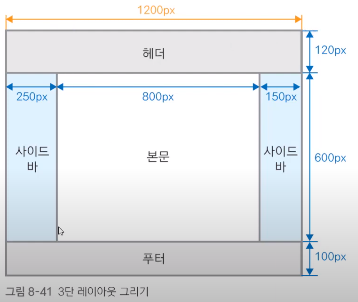 1200px
헤더
120px
250px
800px
150px
사이드
바
본문
사이드
바
600px
푸터
100px
그림 8-41 3단 레이아웃 그리기